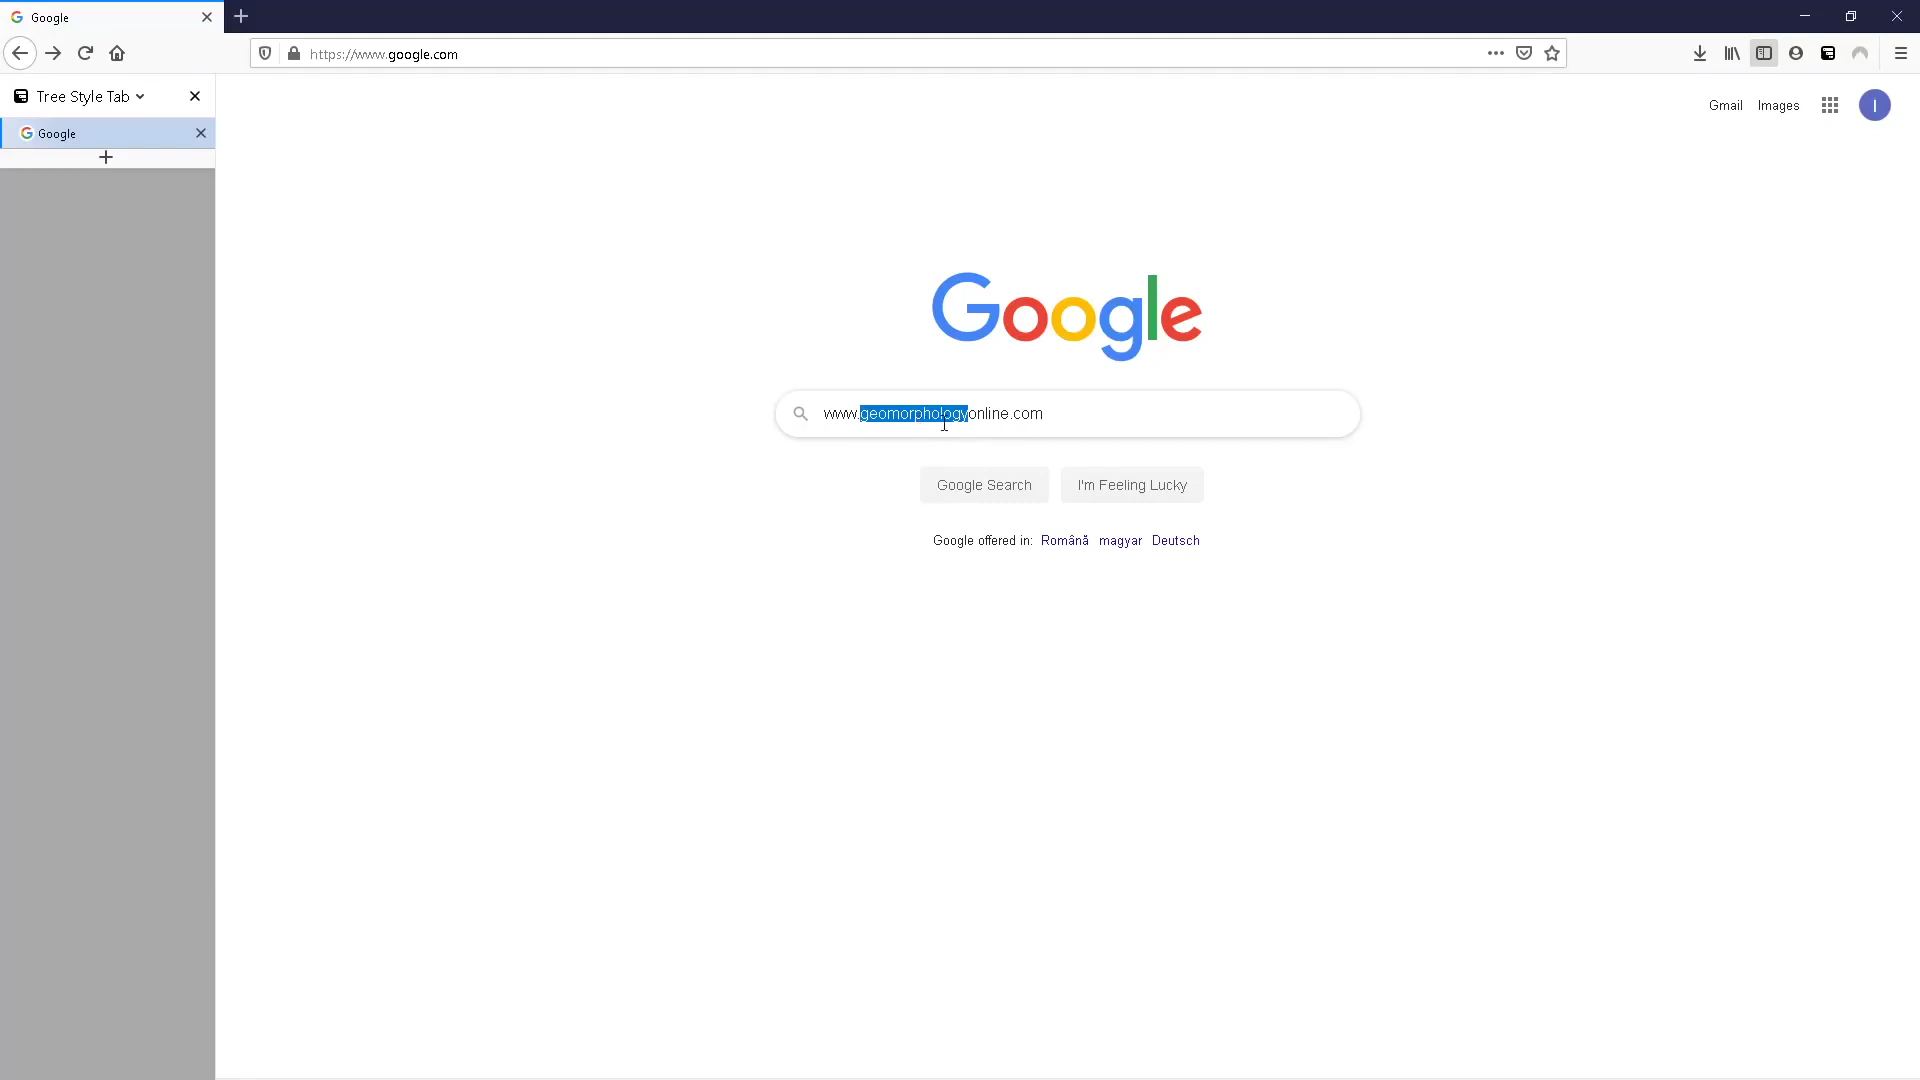 Google
https://www.google.com
Tree Style Tab
Google
Gmail Images
I
Google
www.geomorphologyonline.com
Google Search I'm Feeling Lucky
Google offered in: Română magyar Deutsch